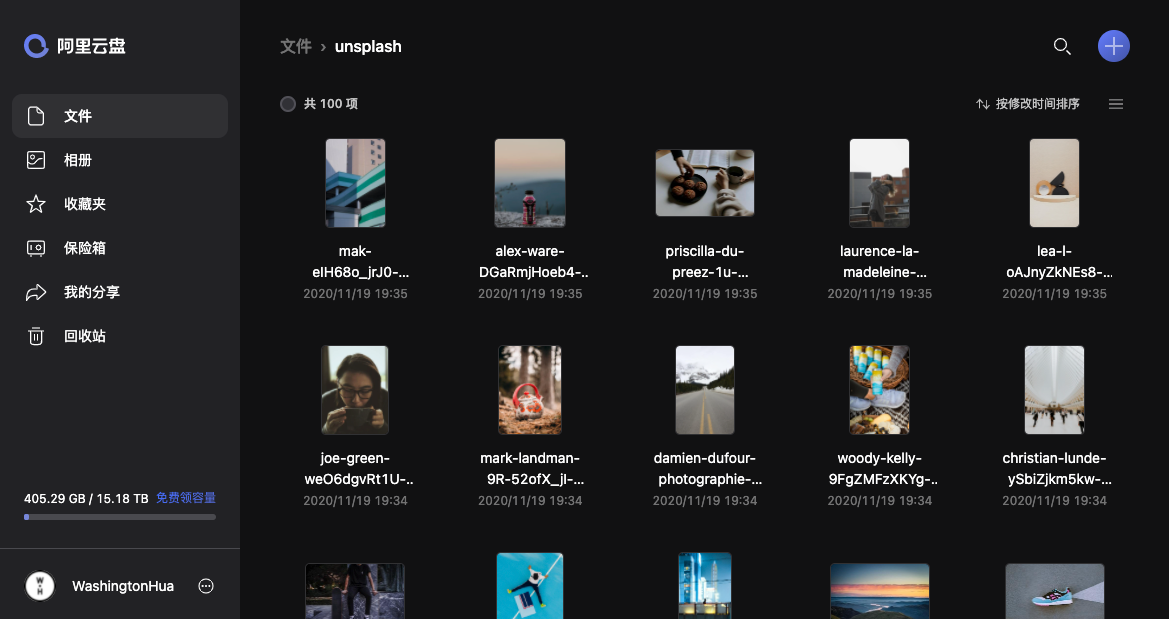 阿里云盘
文件
相册
收藏夹
保险箱
我的分享
回收站
405.29 GB / 15.18 TB 免费领容量
WashingtonHua
文件 › unsplash
共 100 项
按修改时间排序
mak-
eIH68o_jrJ0-...
2020/11/19 19:35
alex-ware-
DGaRmjHoeb4-..
2020/11/19 19:35
priscilla-du-
preez-1u-...
2020/11/19 19:35
laurence-la-
madeleine-...
2020/11/19 19:35
lea-l-
oAJnyZkNEs8-...
2020/11/19 19:35
joe-green-
weO6dgvRt1U-..
2020/11/19 19:34
mark-landman-
9R-52ofX_jI-...
2020/11/19 19:34
damien-dufour-
photographie-...
2020/11/19 19:34
woody-kelly-
9FgZMFzXKYg-..
2020/11/19 19:34
christian-lunde-
ySbiZjkm5kw-...
2020/11/19 19:34